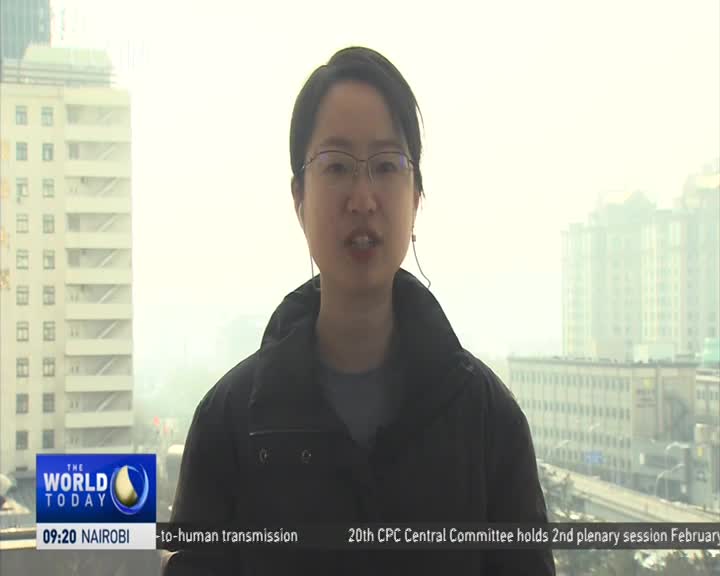 THE
WORLD
TODAY
09:20 NAIROBI
-to-human transmission
20th CPC Central Committee holds 2nd plenary session February